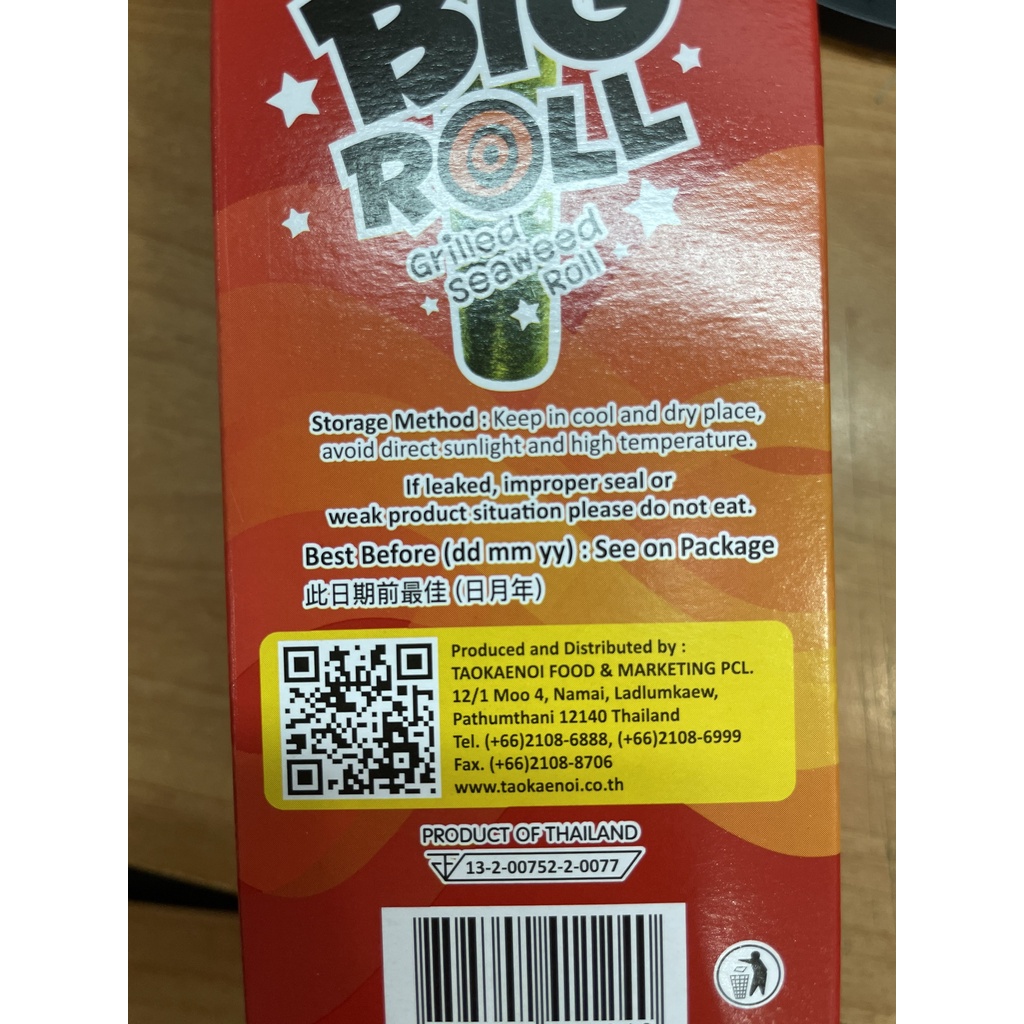 BIG
ROLL
Grilled
Seaweed
Roll
Storage Method : Keep in cool and dry place,
avoid direct sunlight and high temperature.
If leaked, improper seal or
weak product situation please do not eat.
Best Before (dd mm yy) : See on Package
此日期前最佳 (日月年)
Produced and Distributed by :
TAOKAENOI FOOD & MARKETING PCL.
12/1 Moo 4, Namai, Ladlumkaew,
Pathumthani 12140 Thailand
Tel. (+66)2108-6888, (+66)2108-6999
Fax. (+66)2108-8706
www.taokaenoi.co.th
PRODUCT OF THAILAND
13-2-00752-2-0077